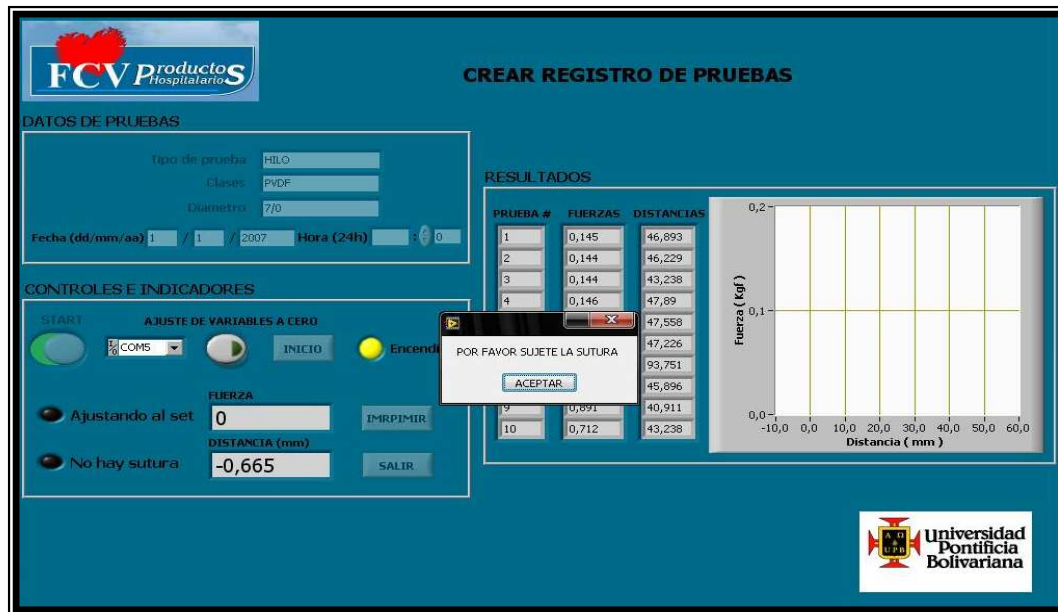 FCV Productos
Hospitalarios
CREAR REGISTRO DE PRUEBAS
DATOS DE PRUEBAS
Tipo de prueba HILO
Clases PVDF
Diametro 7/0
Fecha (dd/mm/aa) 1 / 1 / 2007 Hora (24h) : 0
CONTROLES E INDICADORES
START AJUSTE DE VARIABLES A CERO
COM5 INICIO Encendi
FUERZA
Ajustando al set 0 IMRPIMIR
DISTANCIA (mm)
No hay sutura -0,665 SALIR
RESULTADOS
PRUEBA # FUERZAS DISTANCIAS
1 0,145 46,893
2 0,144 46,229
3 0,144 43,238
4 0,146 47,89
47,558
47,226
93,751
45,896
9 0,891 40,911
10 0,712 43,238
POR FAVOR SUJETE LA SUTURA
ACEPTAR
Fuerza ( Kgf )
0,2
0,1
0,0
-10,0 0,0 10,0 20,0 30,0 40,0 50,0 60,0
Distancia ( mm )
Α Ω
UPB
Universidad
Pontificia
Bolivariana